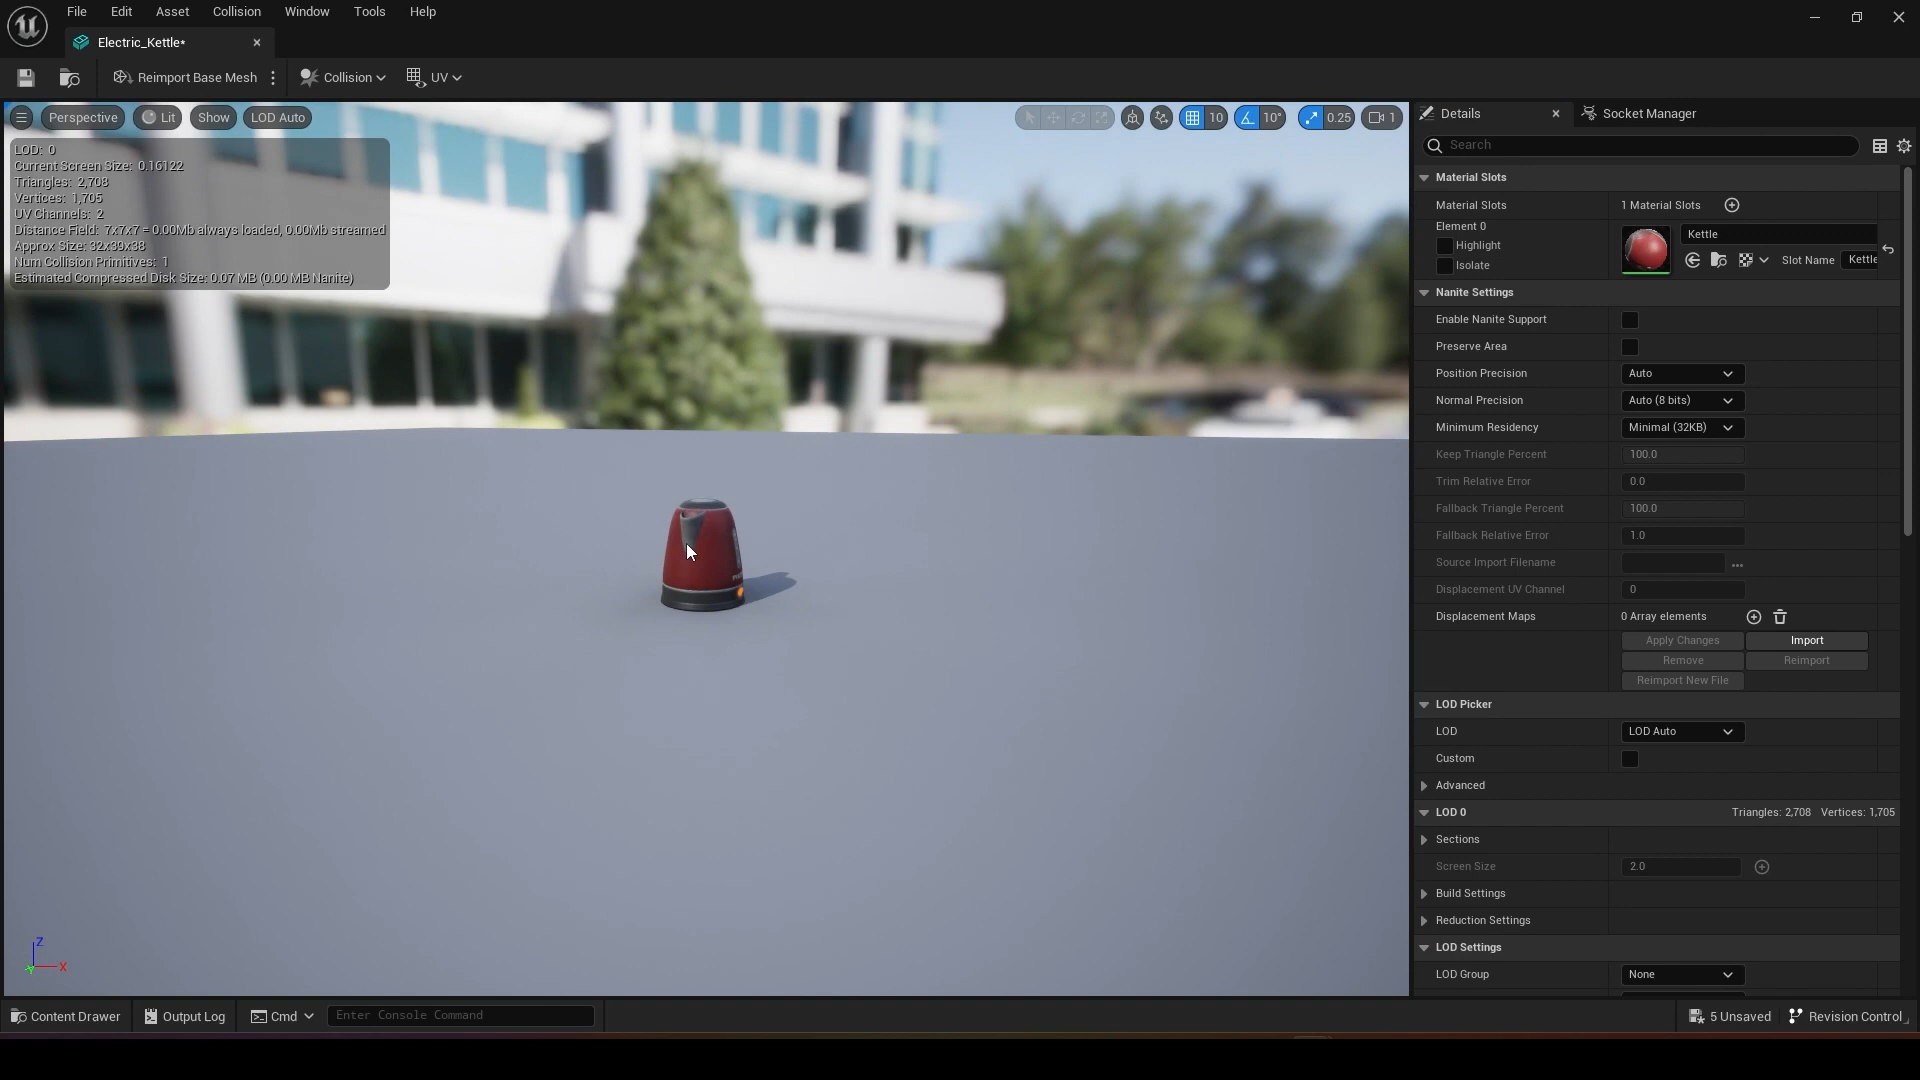 File Edit Asset Collision Window Tools Help
Electric_Kettle*
Reimport Base Mesh Collision UV
Perspective Lit Show LOD Auto 10 10° 0.25 1
LOD: 0
Current Screen Size: 0.16122
Triangles: 2,708
Vertices: 1,705
UV Channels: 2
Distance Field: 7x7x7 = 0.00Mb always loaded, 0.00Mb streamed
Approx Size: 32x39x38
Num Collision Primitives: 1
Estimated Compressed Disk Size: 0.07 MB (0.00 MB Nanite)
Z
X
Y
Details Socket Manager
Search
Material Slots
Material Slots 1 Material Slots
Element 0
Highlight
Isolate
Kettle
Slot Name Kettle
Nanite Settings
Enable Nanite Support
Preserve Area
Position Precision Auto
Normal Precision Auto (8 bits)
Minimum Residency Minimal (32KB)
Keep Triangle Percent 100.0
Trim Relative Error 0.0
Fallback Triangle Percent 100.0
Fallback Relative Error 1.0
Source Import Filename ...
Displacement UV Channel 0
Displacement Maps 0 Array elements
Apply Changes Import
Remove Reimport
Reimport New File
LOD Picker
LOD LOD Auto
Custom
Advanced
LOD 0 Triangles: 2,708 Vertices: 1,705
Sections
Screen Size 2.0
Build Settings
Reduction Settings
LOD Settings
LOD Group None
Content Drawer Output Log Cmd Enter Console Command 5 Unsaved Revision Control